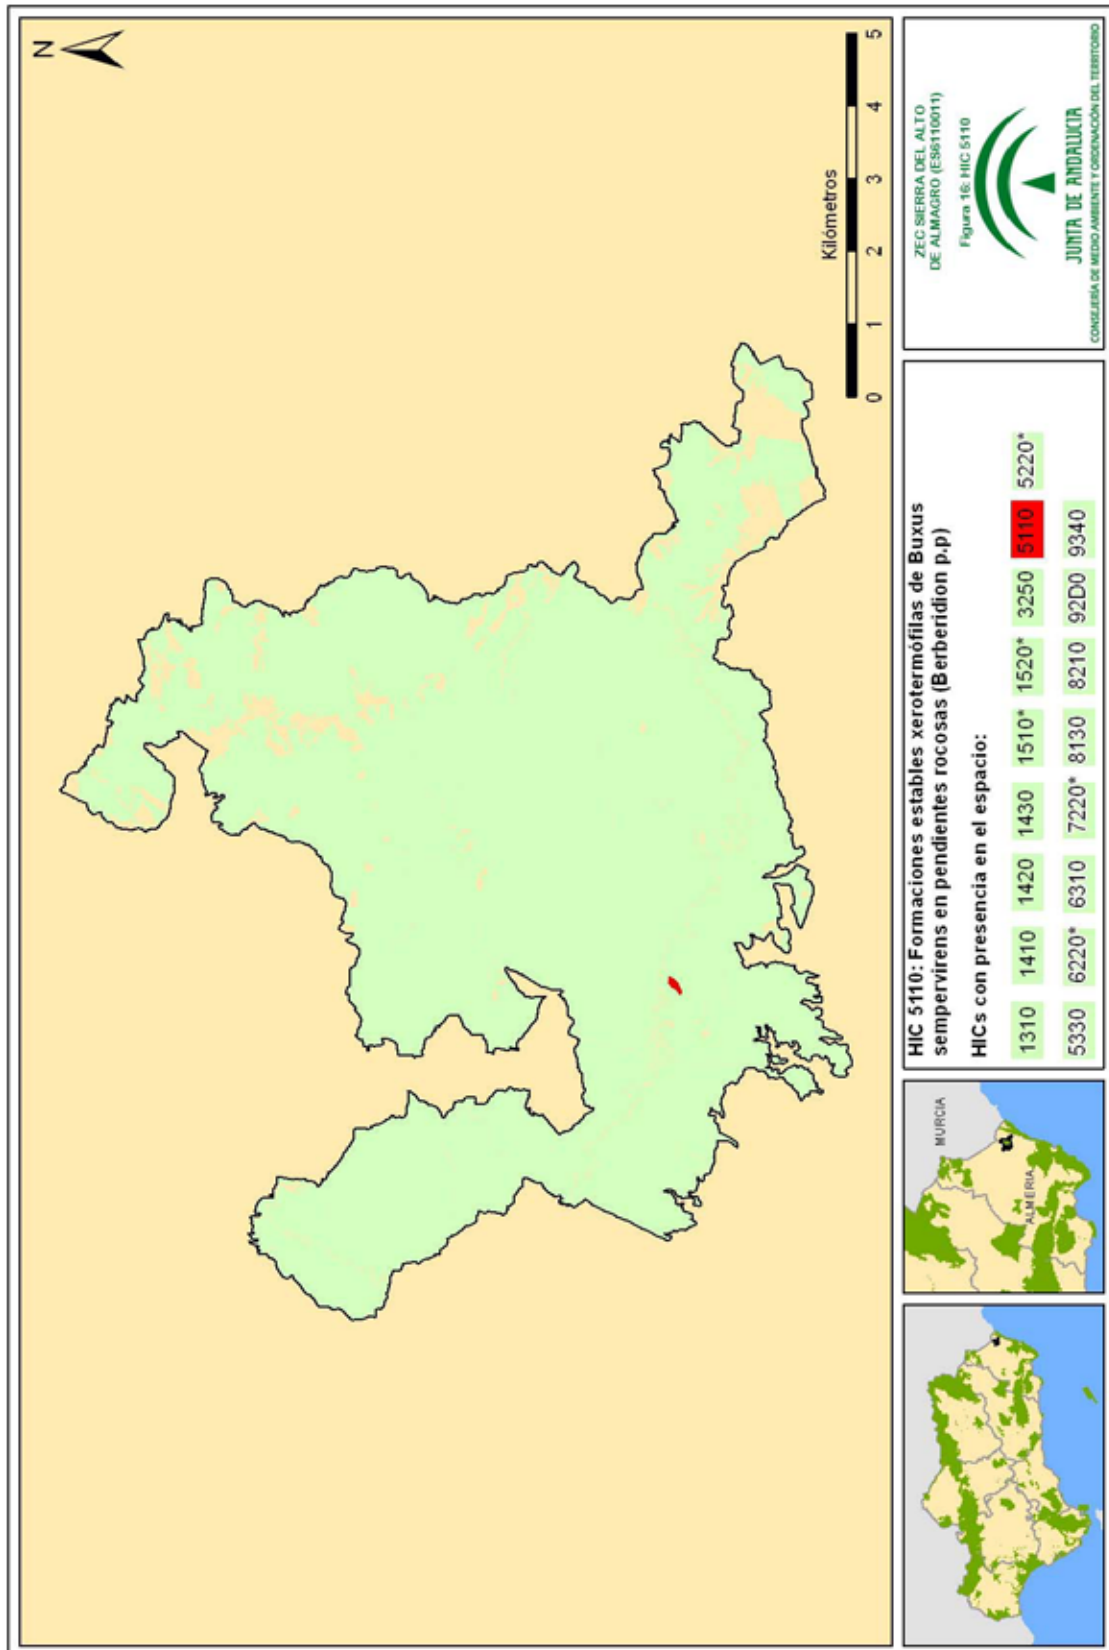 N
Kilómetros
0 1 2 3 4 5
MURCIA
ALMERIA
HIC 5110: Formaciones estables xerotermófilas de Buxus
sempervirens en pendientes rocosas (Berberidion p.p)
HICs con presencia en el espacio:
1310 1410 1420 1430 1510* 1520* 3250 5110 5220*
5330 6220* 6310 7220* 8130 8210 92D0 9340
ZEC SIERRA DEL ALTO
DE ALMAGRO (ES6110011)
Figura 16: HIC 5110
JUNTA DE ANDALUCIA
CONSEJERÍA DE MEDIO AMBIENTE Y ORDENACIÓN DEL TERRITORIO